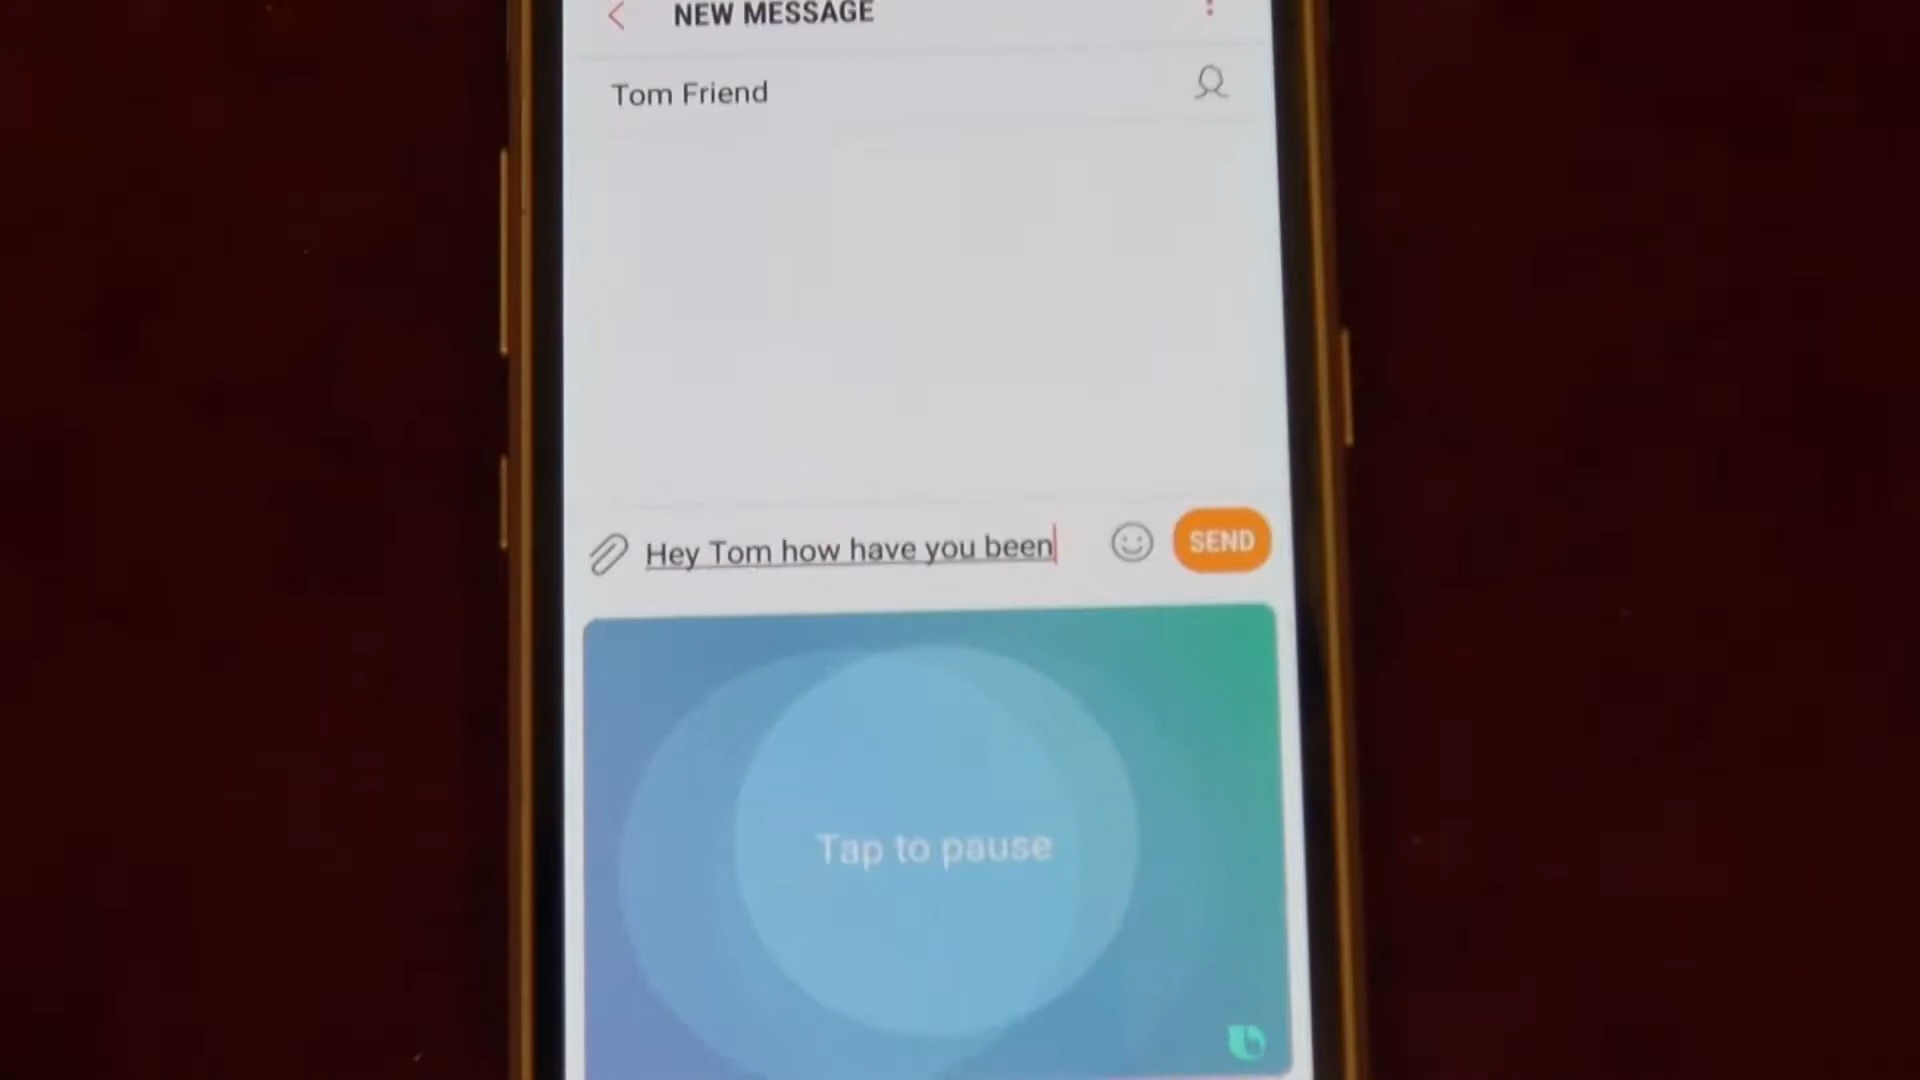 NEW MESSAGE
Tom Friend
Hey Tom how have you been
SEND
Tap to pause